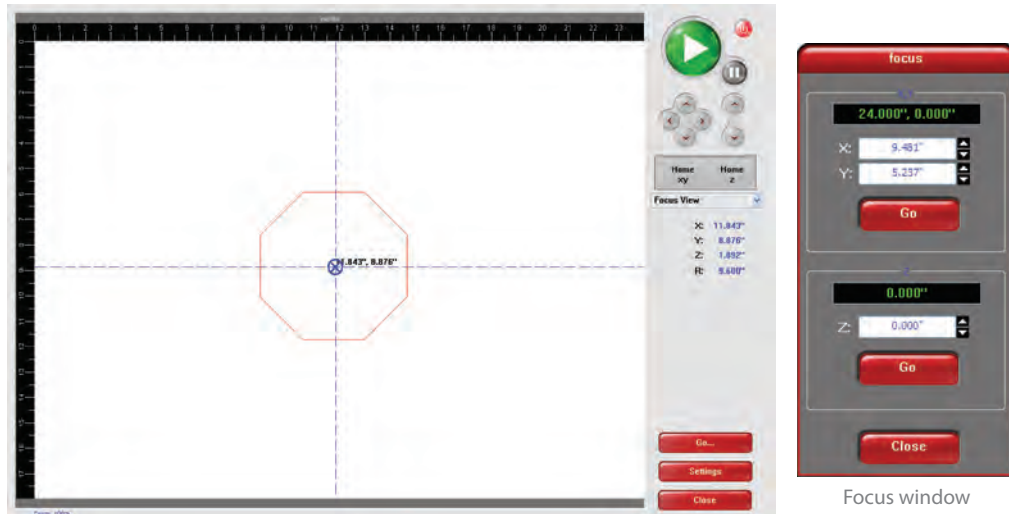 0 1 2 3 4 5 6 7 8 9 10 11 12 13 14 15 16 17 18 19 20 21 22 23
Home xy
Home z
Focus View
X: 11.843"
Y: 8.876"
Z: 1.892"
R: 9.600"
.843", 8.876"
Go...
Settings
Close
focus
24.000", 0.000"
X: 9.481"
Y: 5.237"
Go
0.000"
Z: 0.000"
Go
Close
Focus window